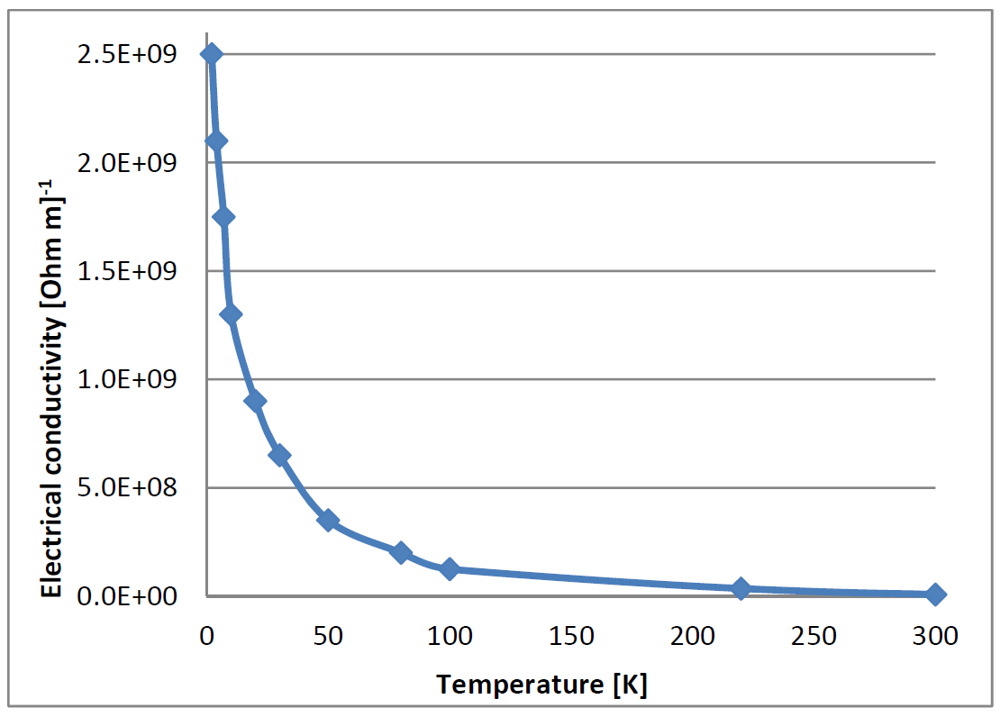 2.5E+09
2.0E+09
1.5E+09
1.0E+09
5.0E+08
0.0E+00
Electrical conductivity [Ohm m]⁻¹
0 50 100 150 200 250 300
Temperature [K]